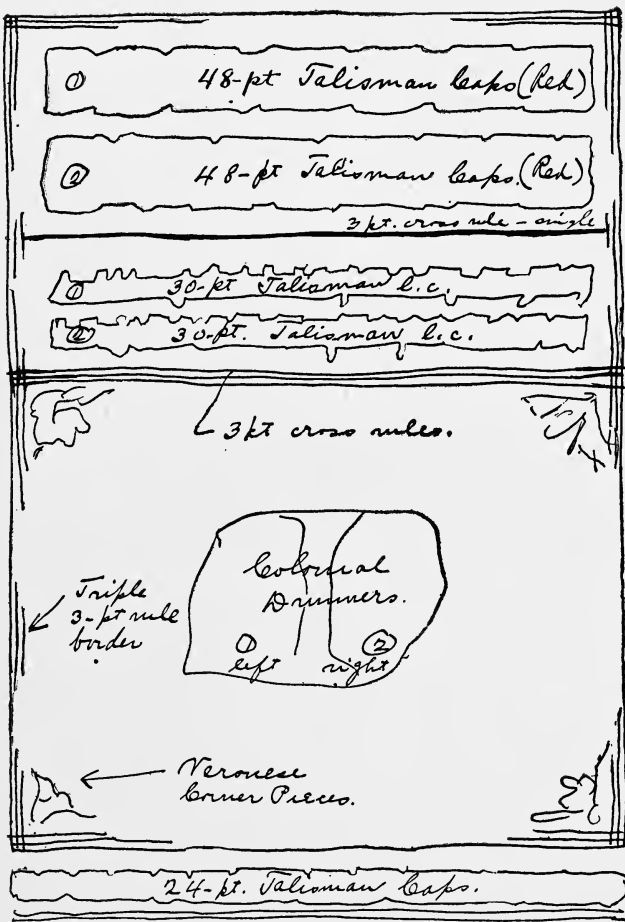 ① 48-pt Talisman Caps (Red)
② 48-pt Talisman Caps. (Red)
3 pt. cross rule - single
① 30-pt Talisman l.c.
② 30-pt. Talisman l.c.
3 pt cross rules.
Colonial
Drummers.
① ②
left right
Triple
3-pt rule
border
Veronese
Corner Pieces.
24-pt. Talisman Caps.